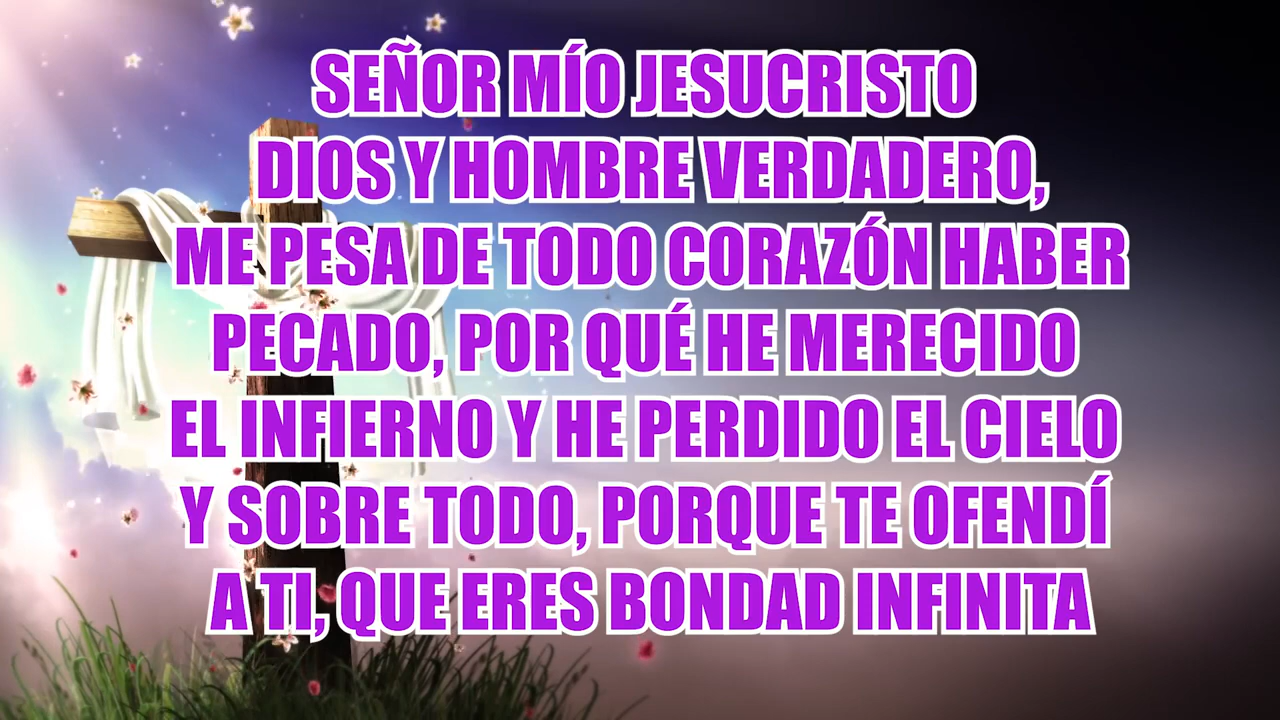 SEÑOR MÍO JESUCRISTO
DIOS Y HOMBRE VERDADERO,
ME PESA DE TODO CORAZÓN HABER
PECADO, POR QUÉ HE MERECIDO
EL INFIERNO Y HE PERDIDO EL CIELO
Y SOBRE TODO, PORQUE TE OFENDÍ
A TI, QUE ERES BONDAD INFINITA